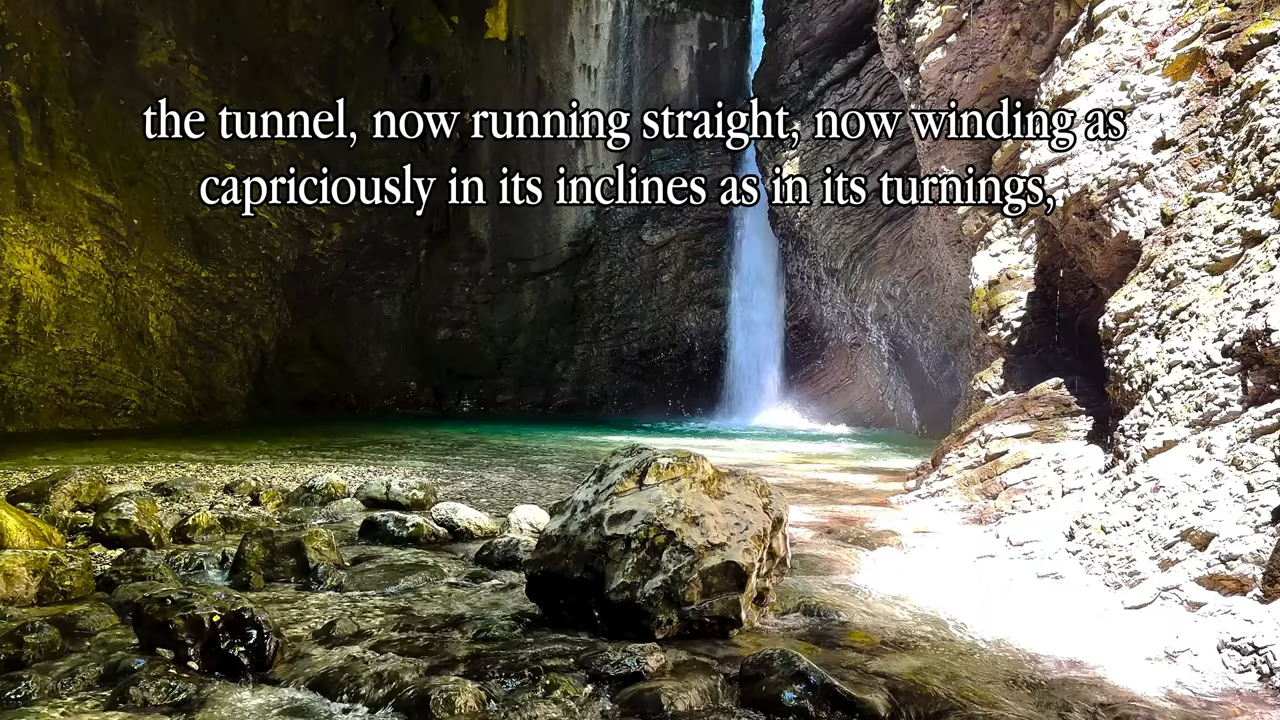 the tunnel, now running straight, now winding as
capriciously in its inclines as in its turnings,